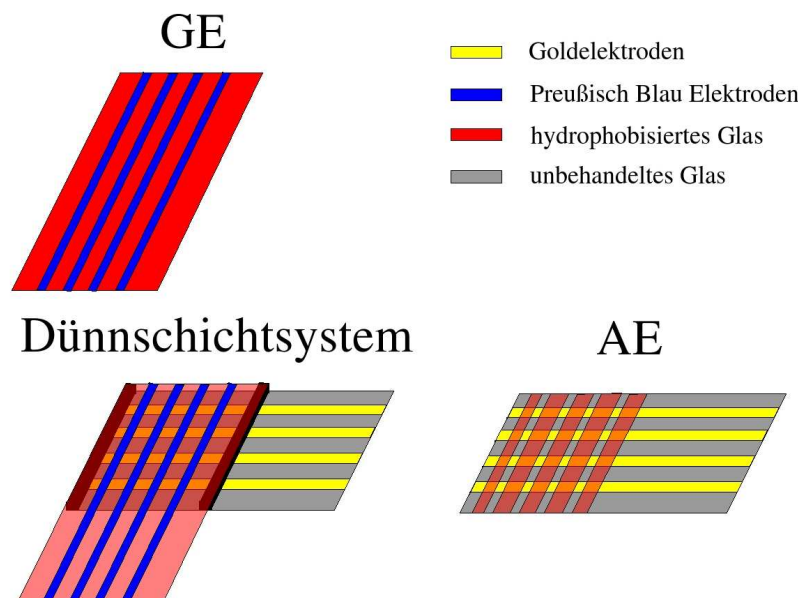 GE
Goldelektroden
Preußisch Blau Elektroden
hydrophobisiertes Glas
unbehandeltes Glas
Dünnschichtsystem
AE